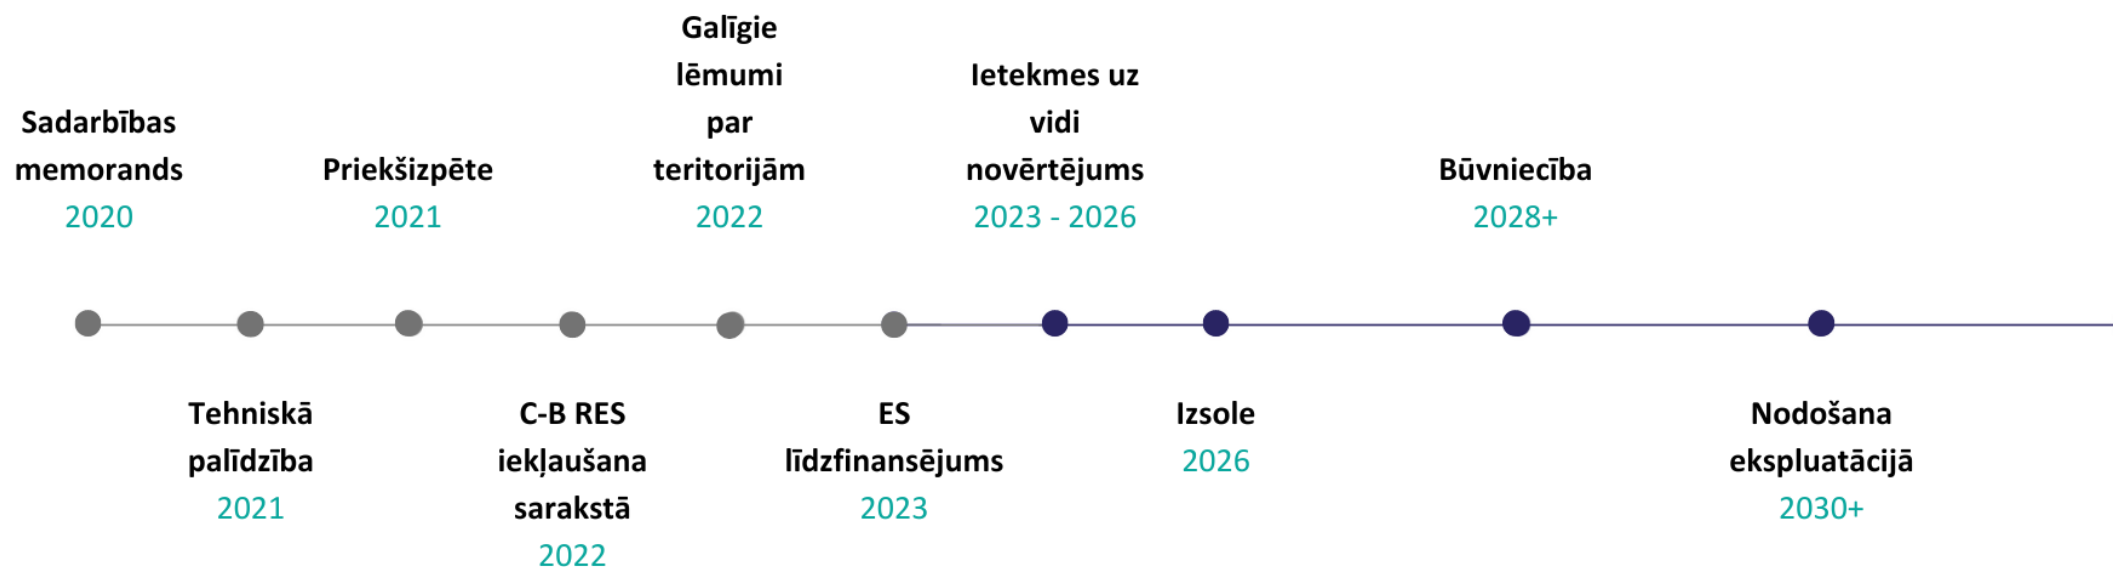 Sadarbības
memorands
2020
Tehniskā
palīdzība
2021
Priekšizpēte
2021
C-B RES
iekļaušana
sarakstā
2022
Galīgie
lēmumi
par
teritorijām
2022
ES
līdzfinansējums
2023
Ietekmes uz
vidi
novērtējums
2023 - 2026
Izsole
2026
Būvniecība
2028+
Nodošana
ekspluatācijā
2030+